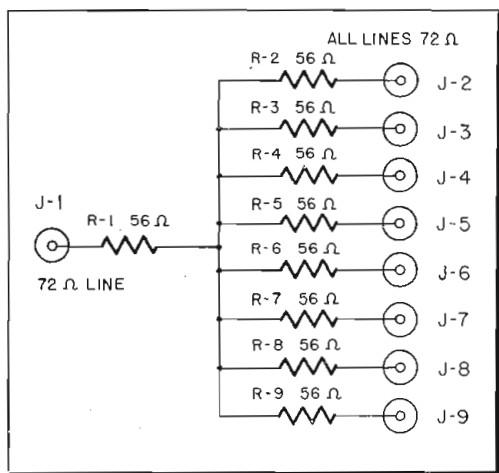 ALL LINES 72 Ω
R-2 56 Ω
J-2
R-3 56 Ω
J-3
R-4 56 Ω
J-4
J-1
R-1 56 Ω
R-5 56 Ω
J-5
R-6 56 Ω
J-6
72 Ω LINE
R-7 56 Ω
J-7
R-8 56 Ω
J-8
R-9 56 Ω
J-9